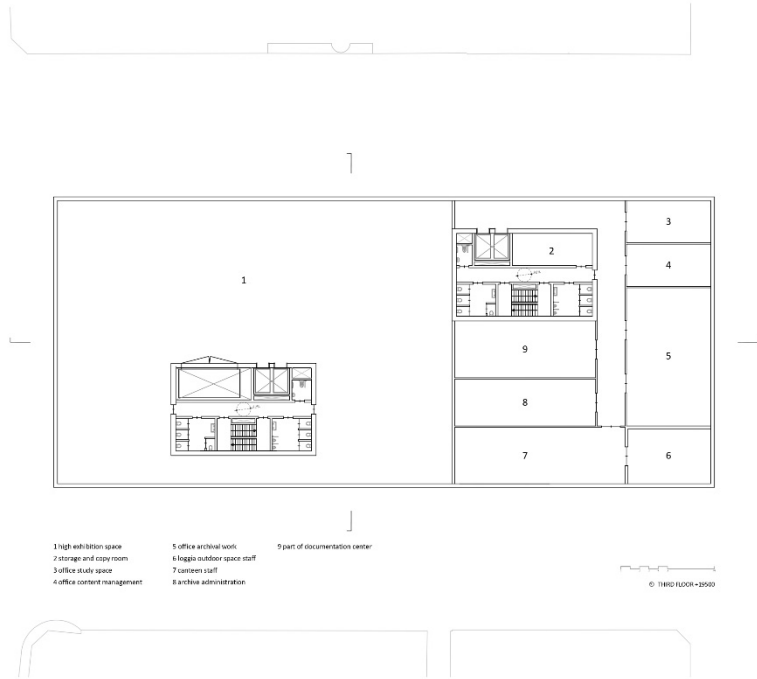 3
2
4
1
9
5
8
7
6
1 high exhibition space
2 storage and copy room
3 office study space
4 office content management
5 office archival work
6 loggia outdoor space staff
7 canteen staff
8 archive administration
9 part of documentation center
THIRD FLOOR +19500